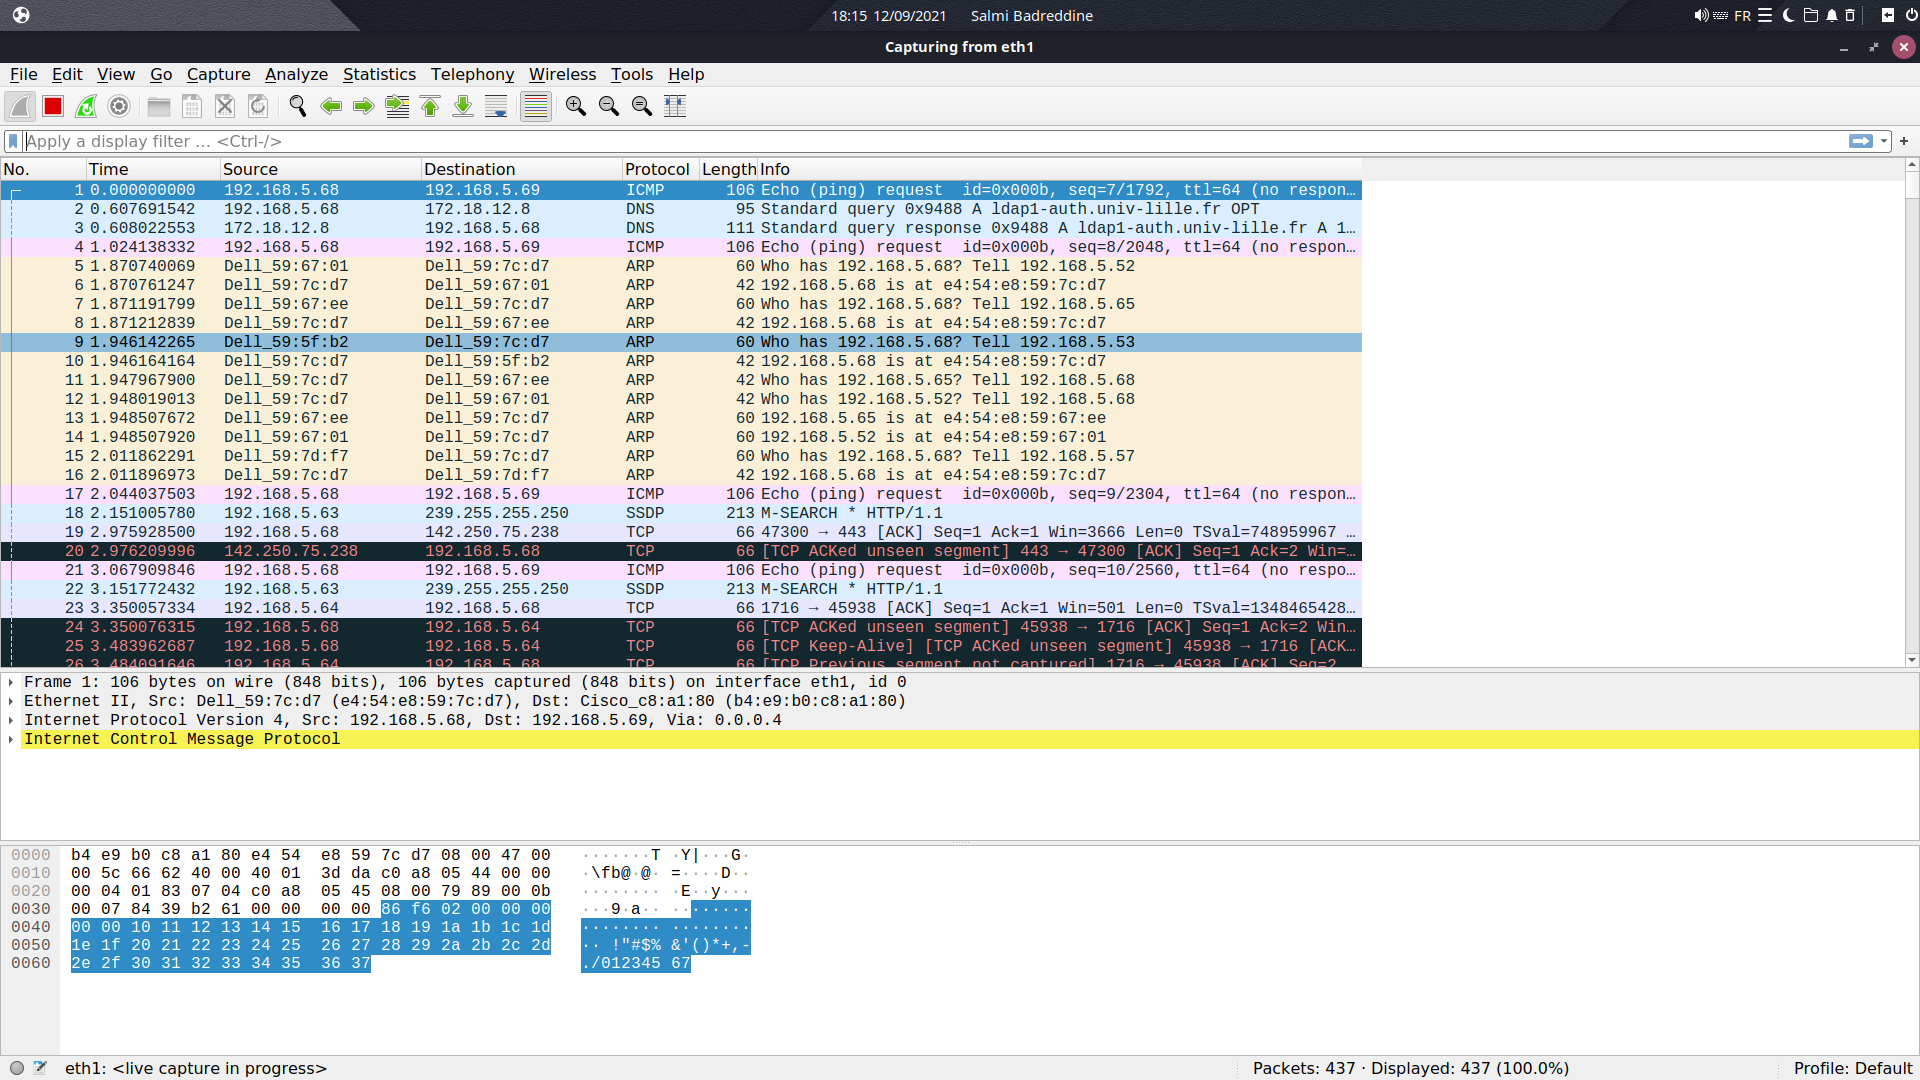 18:15 12/09/2021 Salmi Badreddine FR
Capturing from eth1
File Edit View Go Capture Analyze Statistics Telephony Wireless Tools Help
Apply a display filter … <Ctrl-/> +
No. Time Source Destination Protocol Length Info
1 0.000000000 192.168.5.68 192.168.5.69 ICMP 106 Echo (ping) request id=0x000b, seq=7/1792, ttl=64 (no respon…
2 0.607691542 192.168.5.68 172.18.12.8 DNS 95 Standard query 0x9488 A ldap1-auth.univ-lille.fr OPT
3 0.608022553 172.18.12.8 192.168.5.68 DNS 111 Standard query response 0x9488 A ldap1-auth.univ-lille.fr A 1…
4 1.024138332 192.168.5.68 192.168.5.69 ICMP 106 Echo (ping) request id=0x000b, seq=8/2048, ttl=64 (no respon…
5 1.870740069 Dell_59:67:01 Dell_59:7c:d7 ARP 60 Who has 192.168.5.68? Tell 192.168.5.52
6 1.870761247 Dell_59:7c:d7 Dell_59:67:01 ARP 42 192.168.5.68 is at e4:54:e8:59:7c:d7
7 1.871191799 Dell_59:67:ee Dell_59:7c:d7 ARP 60 Who has 192.168.5.68? Tell 192.168.5.65
8 1.871212839 Dell_59:7c:d7 Dell_59:67:ee ARP 42 192.168.5.68 is at e4:54:e8:59:7c:d7
9 1.946142265 Dell_59:5f:b2 Dell_59:7c:d7 ARP 60 Who has 192.168.5.68? Tell 192.168.5.53
10 1.946164164 Dell_59:7c:d7 Dell_59:5f:b2 ARP 42 192.168.5.68 is at e4:54:e8:59:7c:d7
11 1.947967900 Dell_59:7c:d7 Dell_59:67:ee ARP 42 Who has 192.168.5.65? Tell 192.168.5.68
12 1.948019013 Dell_59:7c:d7 Dell_59:67:01 ARP 42 Who has 192.168.5.52? Tell 192.168.5.68
13 1.948507672 Dell_59:67:ee Dell_59:7c:d7 ARP 60 192.168.5.65 is at e4:54:e8:59:67:ee
14 1.948507920 Dell_59:67:01 Dell_59:7c:d7 ARP 60 192.168.5.52 is at e4:54:e8:59:67:01
15 2.011862291 Dell_59:7d:f7 Dell_59:7c:d7 ARP 60 Who has 192.168.5.68? Tell 192.168.5.57
16 2.011896973 Dell_59:7c:d7 Dell_59:7d:f7 ARP 42 192.168.5.68 is at e4:54:e8:59:7c:d7
17 2.044037503 192.168.5.68 192.168.5.69 ICMP 106 Echo (ping) request id=0x000b, seq=9/2304, ttl=64 (no respon…
18 2.151005780 192.168.5.63 239.255.255.250 SSDP 213 M-SEARCH * HTTP/1.1
19 2.975928500 192.168.5.68 142.250.75.238 TCP 66 47300 → 443 [ACK] Seq=1 Ack=1 Win=3666 Len=0 TSval=748959967 …
20 2.976209996 142.250.75.238 192.168.5.68 TCP 66 [TCP ACKed unseen segment] 443 → 47300 [ACK] Seq=1 Ack=2 Win=…
21 3.067909846 192.168.5.68 192.168.5.69 ICMP 106 Echo (ping) request id=0x000b, seq=10/2560, ttl=64 (no respo…
22 3.151772432 192.168.5.63 239.255.255.250 SSDP 213 M-SEARCH * HTTP/1.1
23 3.350057334 192.168.5.64 192.168.5.68 TCP 66 1716 → 45938 [ACK] Seq=1 Ack=1 Win=501 Len=0 TSval=1348465428…
24 3.350076315 192.168.5.68 192.168.5.64 TCP 66 [TCP ACKed unseen segment] 45938 → 1716 [ACK] Seq=1 Ack=2 Win…
25 3.483962687 192.168.5.68 192.168.5.64 TCP 66 [TCP Keep-Alive] [TCP ACKed unseen segment] 45938 → 1716 [ACK…
26 3.484091646 192.168.5.64 192.168.5.68 TCP 66 [TCP Previous segment not captured] 1716 → 45938 [ACK] Seq=2
Frame 1: 106 bytes on wire (848 bits), 106 bytes captured (848 bits) on interface eth1, id 0
Ethernet II, Src: Dell_59:7c:d7 (e4:54:e8:59:7c:d7), Dst: Cisco_c8:a1:80 (b4:e9:b0:c8:a1:80)
Internet Protocol Version 4, Src: 192.168.5.68, Dst: 192.168.5.69, Via: 0.0.0.4
Internet Control Message Protocol
0000 b4 e9 b0 c8 a1 80 e4 54 e8 59 7c d7 08 00 47 00 ·······T ·Y|···G·
0010 00 5c 66 62 40 00 40 01 3d da c0 a8 05 44 00 00 ·\fb@·@· =····D··
0020 00 04 01 83 07 04 c0 a8 05 45 08 00 79 89 00 0b ········ ·E··y···
0030 00 07 84 39 b2 61 00 00 00 00 86 f6 02 00 00 00 ···9·a·· ········
0040 00 00 10 11 12 13 14 15 16 17 18 19 1a 1b 1c 1d ········ ········
0050 1e 1f 20 21 22 23 24 25 26 27 28 29 2a 2b 2c 2d ·· !"#$% &'()*+,-
0060 2e 2f 30 31 32 33 34 35 36 37 ./012345 67
eth1: <live capture in progress> Packets: 437 · Displayed: 437 (100.0%) Profile: Default